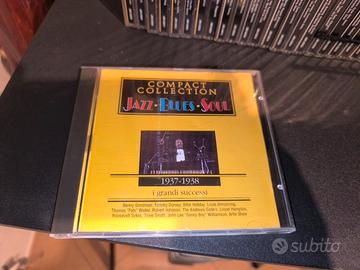 COMPACT
COLLECTION
JAZZ-BLUES-SOUL
1937-1938
i grandi successi
Benny Goodman, Tommy Dorsey, Billie Holiday, Louis Armstrong,
Thomas "Fats" Waller, Robert Johnson, The Andrews Sisters, Lionel Hampton,
Roosevelt Sykes, Trixie Smith, John Lee "Sonny Boy" Williamson, Artie Shaw
subito